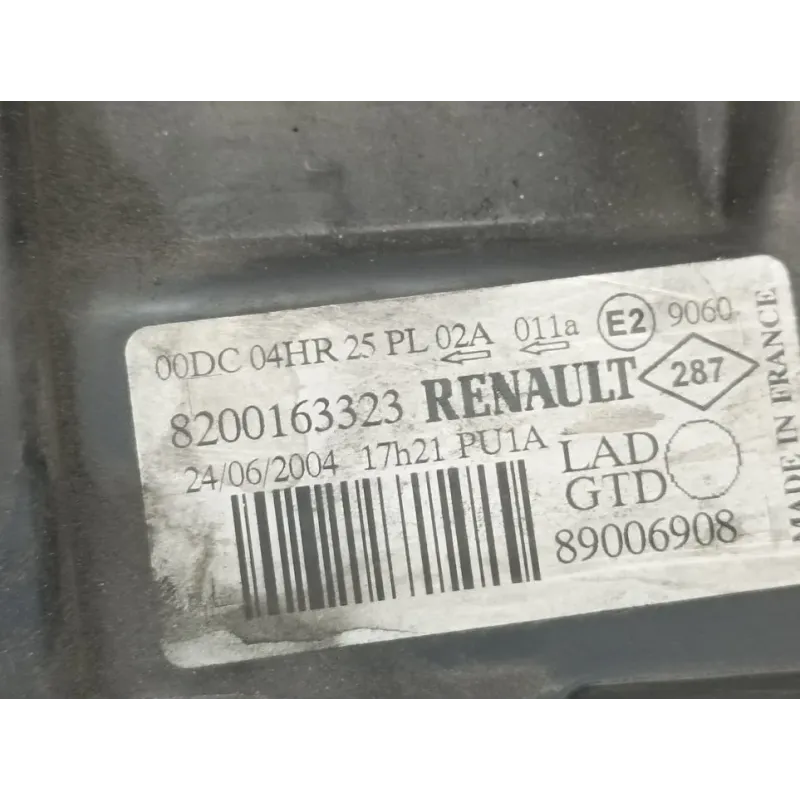 00DC 04HR 25 PL 02A 011a E2 9060
8200163323 RENAULT 287
24/06/2004 17h21 PU1A LAD
GTD
89006908
MADE IN FRANCE